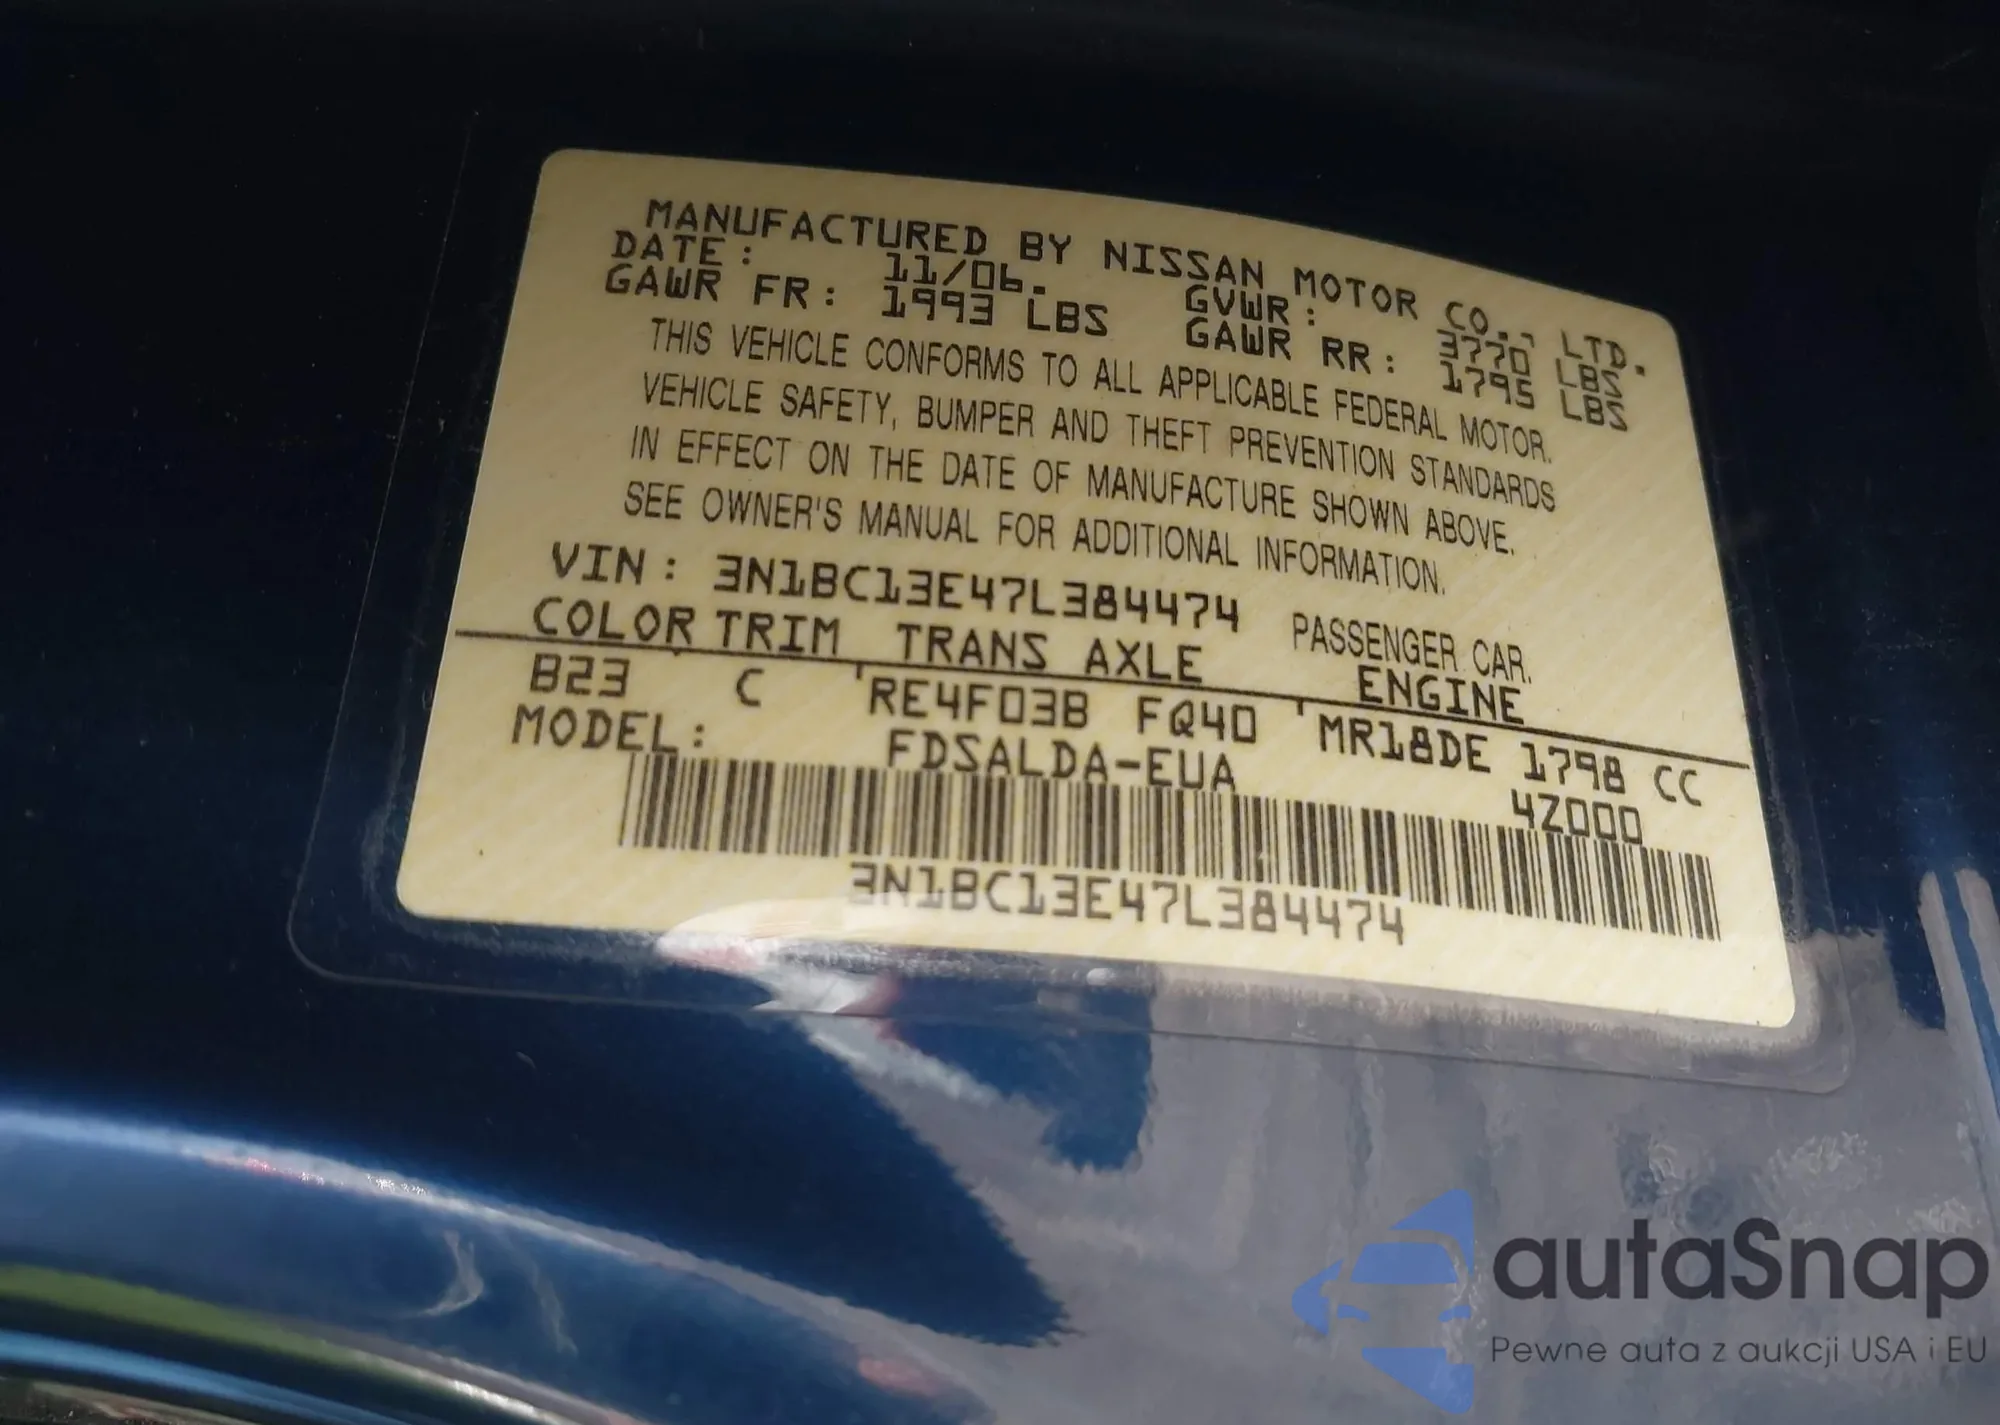 MANUFACTURED BY NISSAN MOTOR CO., LTD.
DATE: 11/06. GVWR: 3770 LBS
GAWR FR: 1993 LBS GAWR RR: 1795 LBS
THIS VEHICLE CONFORMS TO ALL APPLICABLE FEDERAL MOTOR.
VEHICLE SAFETY, BUMPER AND THEFT PREVENTION STANDARDS
IN EFFECT ON THE DATE OF MANUFACTURE SHOWN ABOVE.
SEE OWNER'S MANUAL FOR ADDITIONAL INFORMATION.
VIN: 3N1BC13E47L384474 PASSENGER CAR.
COLOR TRIM TRANS AXLE ENGINE
B23 C RE4F03B FQ40 MR18DE 1798 CC
MODEL: FDSALDA-EUA 4Z000
3N1BC13E47L384474
autaSnap
Pewne auta z aukcji USA i EU